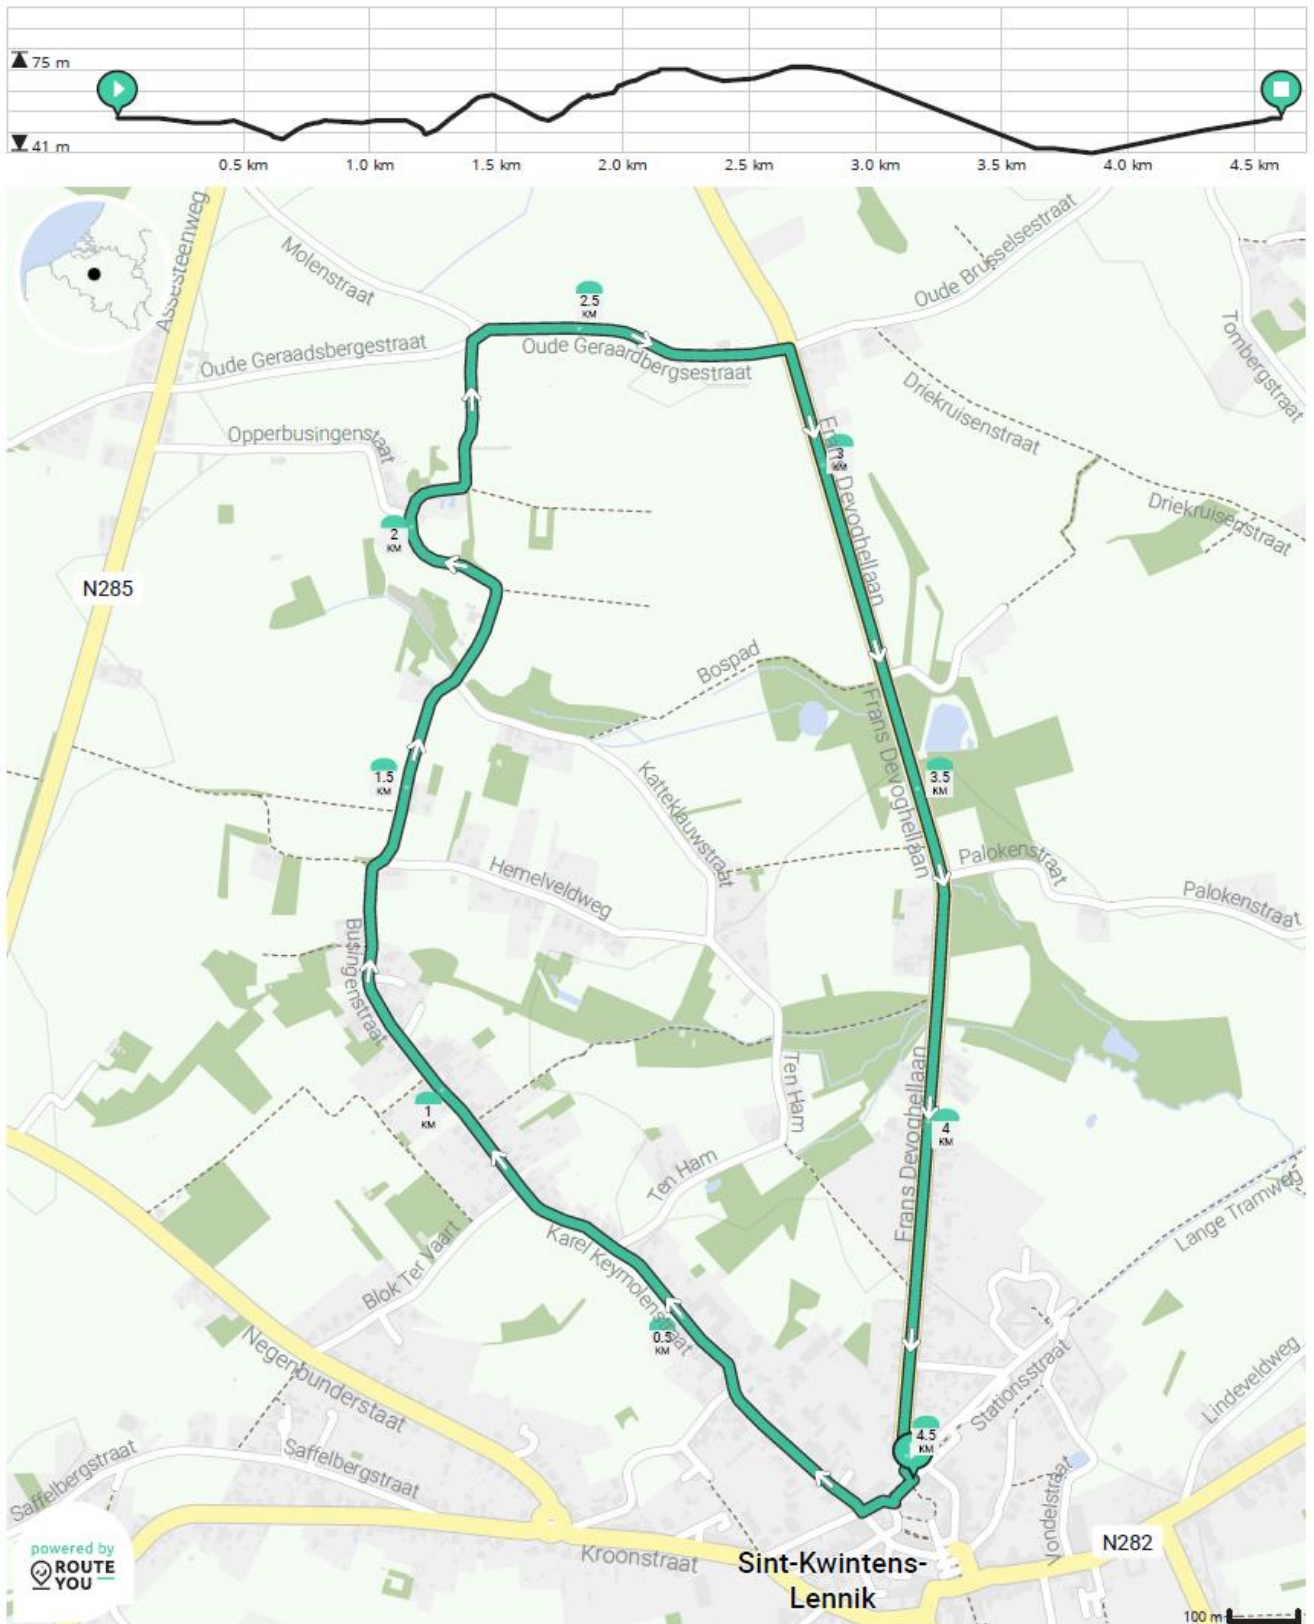 75 m
41 m
0.5 km
1.0 km
1.5 km
2.0 km
2.5 km
3.0 km
3.5 km
4.0 km
4.5 km
Assesteenweg
Molenstraat
Oude Brusselsestraat
Tombergstraat
2.5
KM
Oude Geraadsbergestraat
Oude Geraardbergsestraat
Driekruisenstraat
Opperbusingenstaat
Frans Devoghellaan
3
KM
Driekruisenstraat
2
KM
N285
Bospad
Frans Devoghellaan
1.5
KM
3.5
KM
Katteklauwstraat
Hemelveldweg
Palokenstraat
Palokenstraat
Busingenstraat
Ten Ham
Frans Devoghellaan
1
KM
4
KM
Ten Ham
Lange Tramweg
Karel Keymolenstraat
Blok Ter Vaart
0.5
KM
Negenbunderstaat
Stationsstraat
Lindeveldweg
4.5
KM
Saffelbergstraat
Saffelbergstraat
Vondelstraat
N282
Kroonstraat
Sint-Kwintens-
Lennik
powered by
ROUTE
YOU
100 m